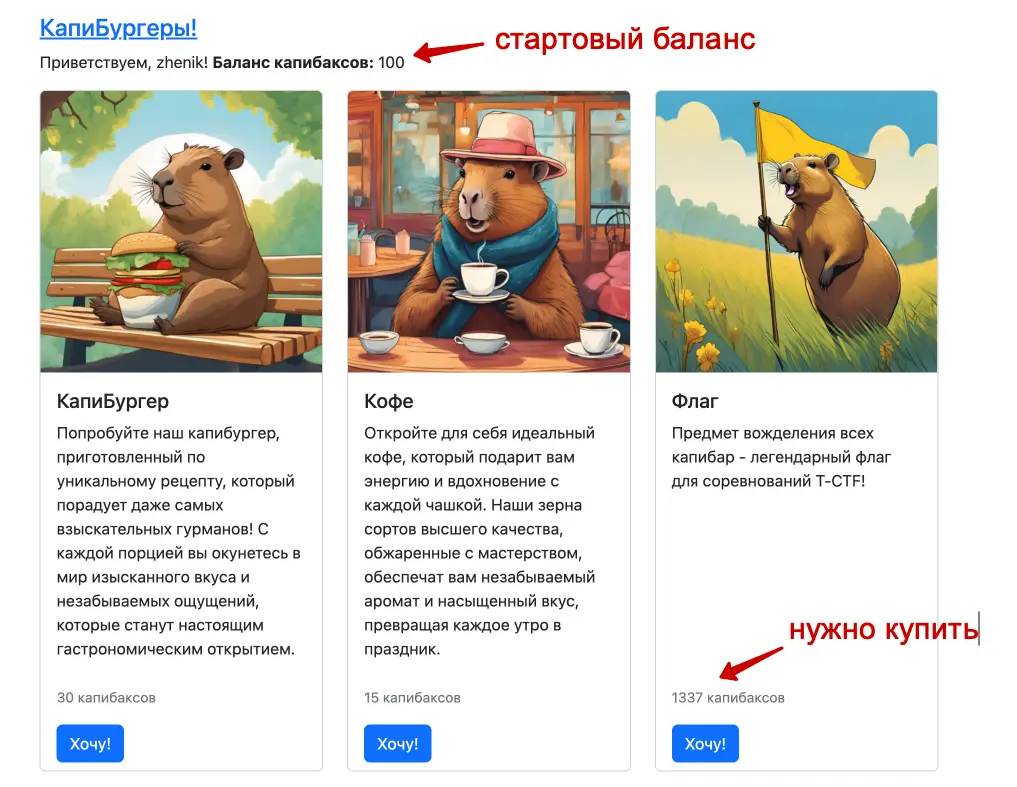 КапиБургеры!
стартовый баланс
Приветствуем, zhenik! Баланс капибаксов: 100
КапиБургер
Попробуйте наш капибургер,
приготовленный по
уникальному рецепту, который
порадует даже самых
взыскательных гурманов! С
каждой порцией вы окунетесь в
мир изысканного вкуса и
незабываемых ощущений,
которые станут настоящим
гастрономическим открытием.
30 капибаксов
Хочу!
Кофе
Откройте для себя идеальный
кофе, который подарит вам
энергию и вдохновение с
каждой чашкой. Наши зерна
сортов высшего качества,
обжаренные с мастерством,
обеспечат вам незабываемый
аромат и насыщенный вкус,
превращая каждое утро в
праздник.
15 капибаксов
Хочу!
Флаг
Предмет вожделения всех
капибар - легендарный флаг
для соревнований T-CTF!
нужно купить
1337 капибаксов
Хочу!